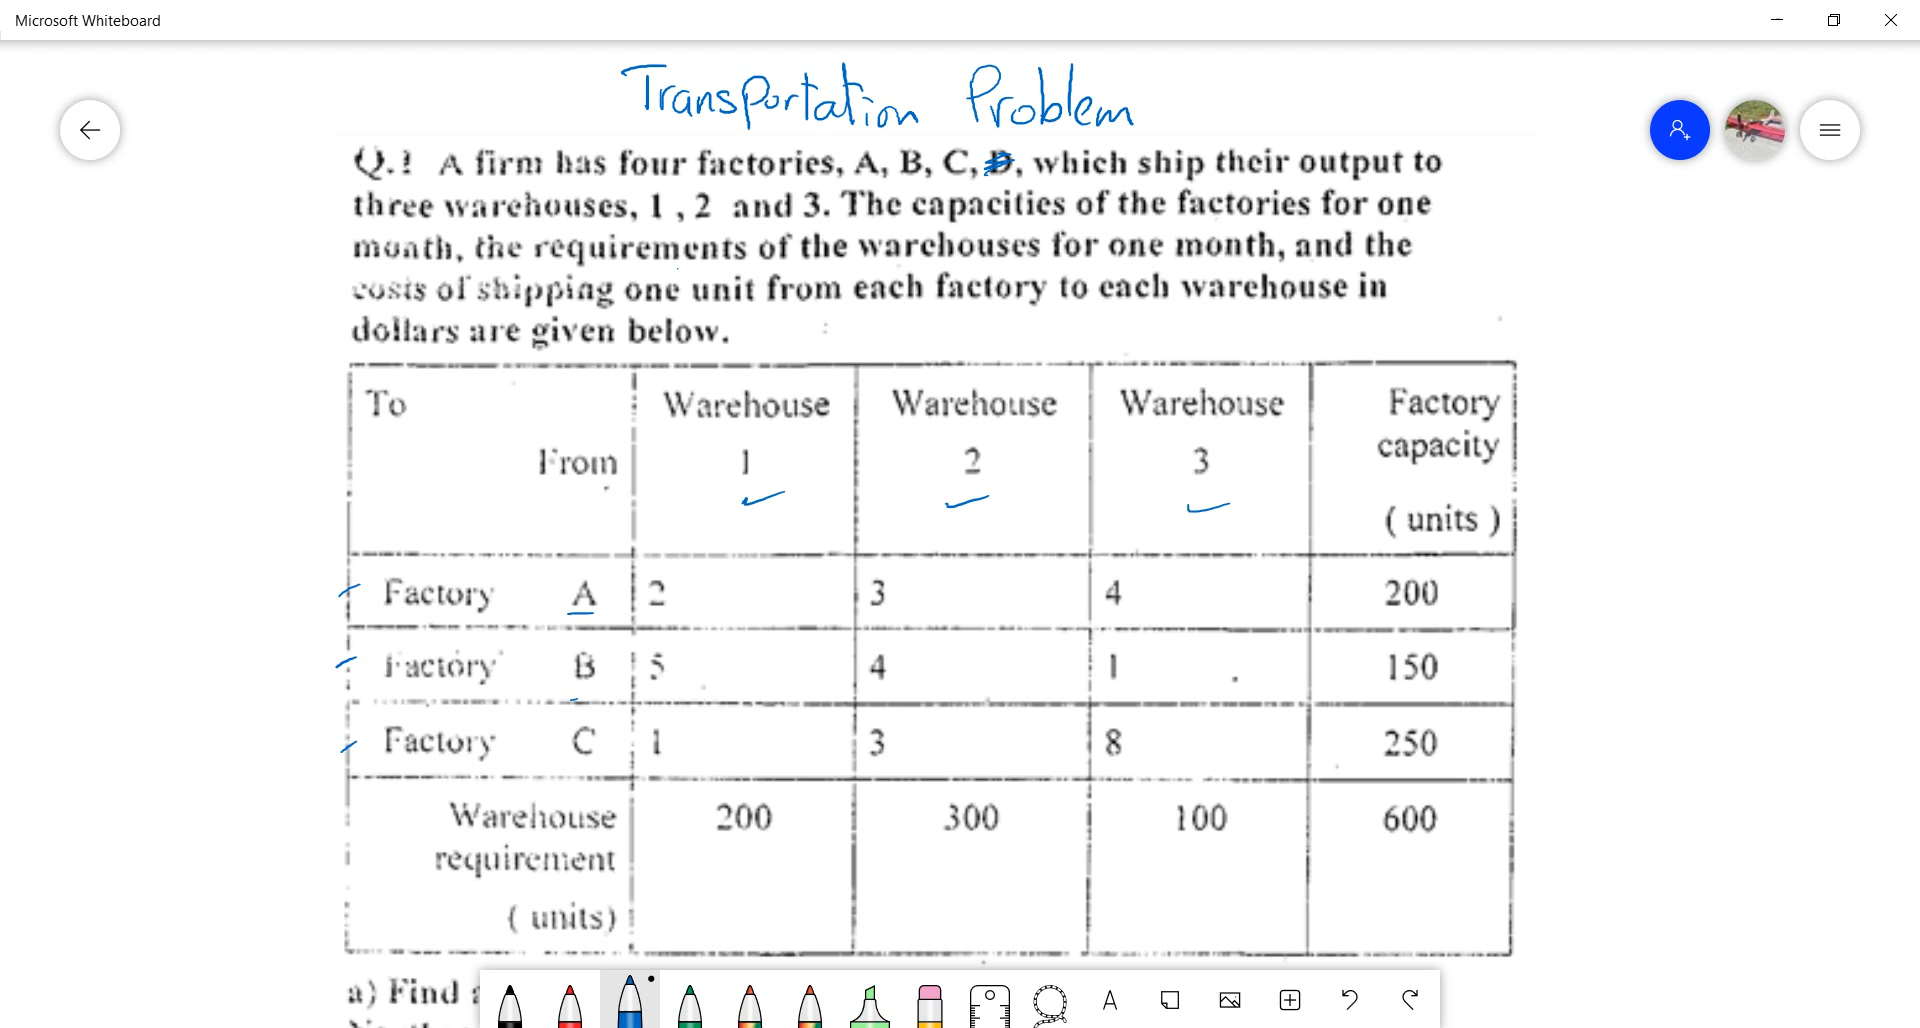 Microsoft Whiteboard
Transportation Problem
A firm has four factories, A, B, C, D, which ship their output to
three warehouses, 1 , 2 and 3. The capacities of the factories for one
month, the requirements of the warehouses for one month, and the
costs of shipping one unit from each factory to each warehouse in
dollars are given below.
To From Warehouse 1 Warehouse 2 Warehouse 3 Factory capacity ( units )
Factory A 2 3 4 200
Factory B 5 4 1 150
Factory C 1 3 8 250
Warehouse requirement ( units) 200 300 100 600
a) Find